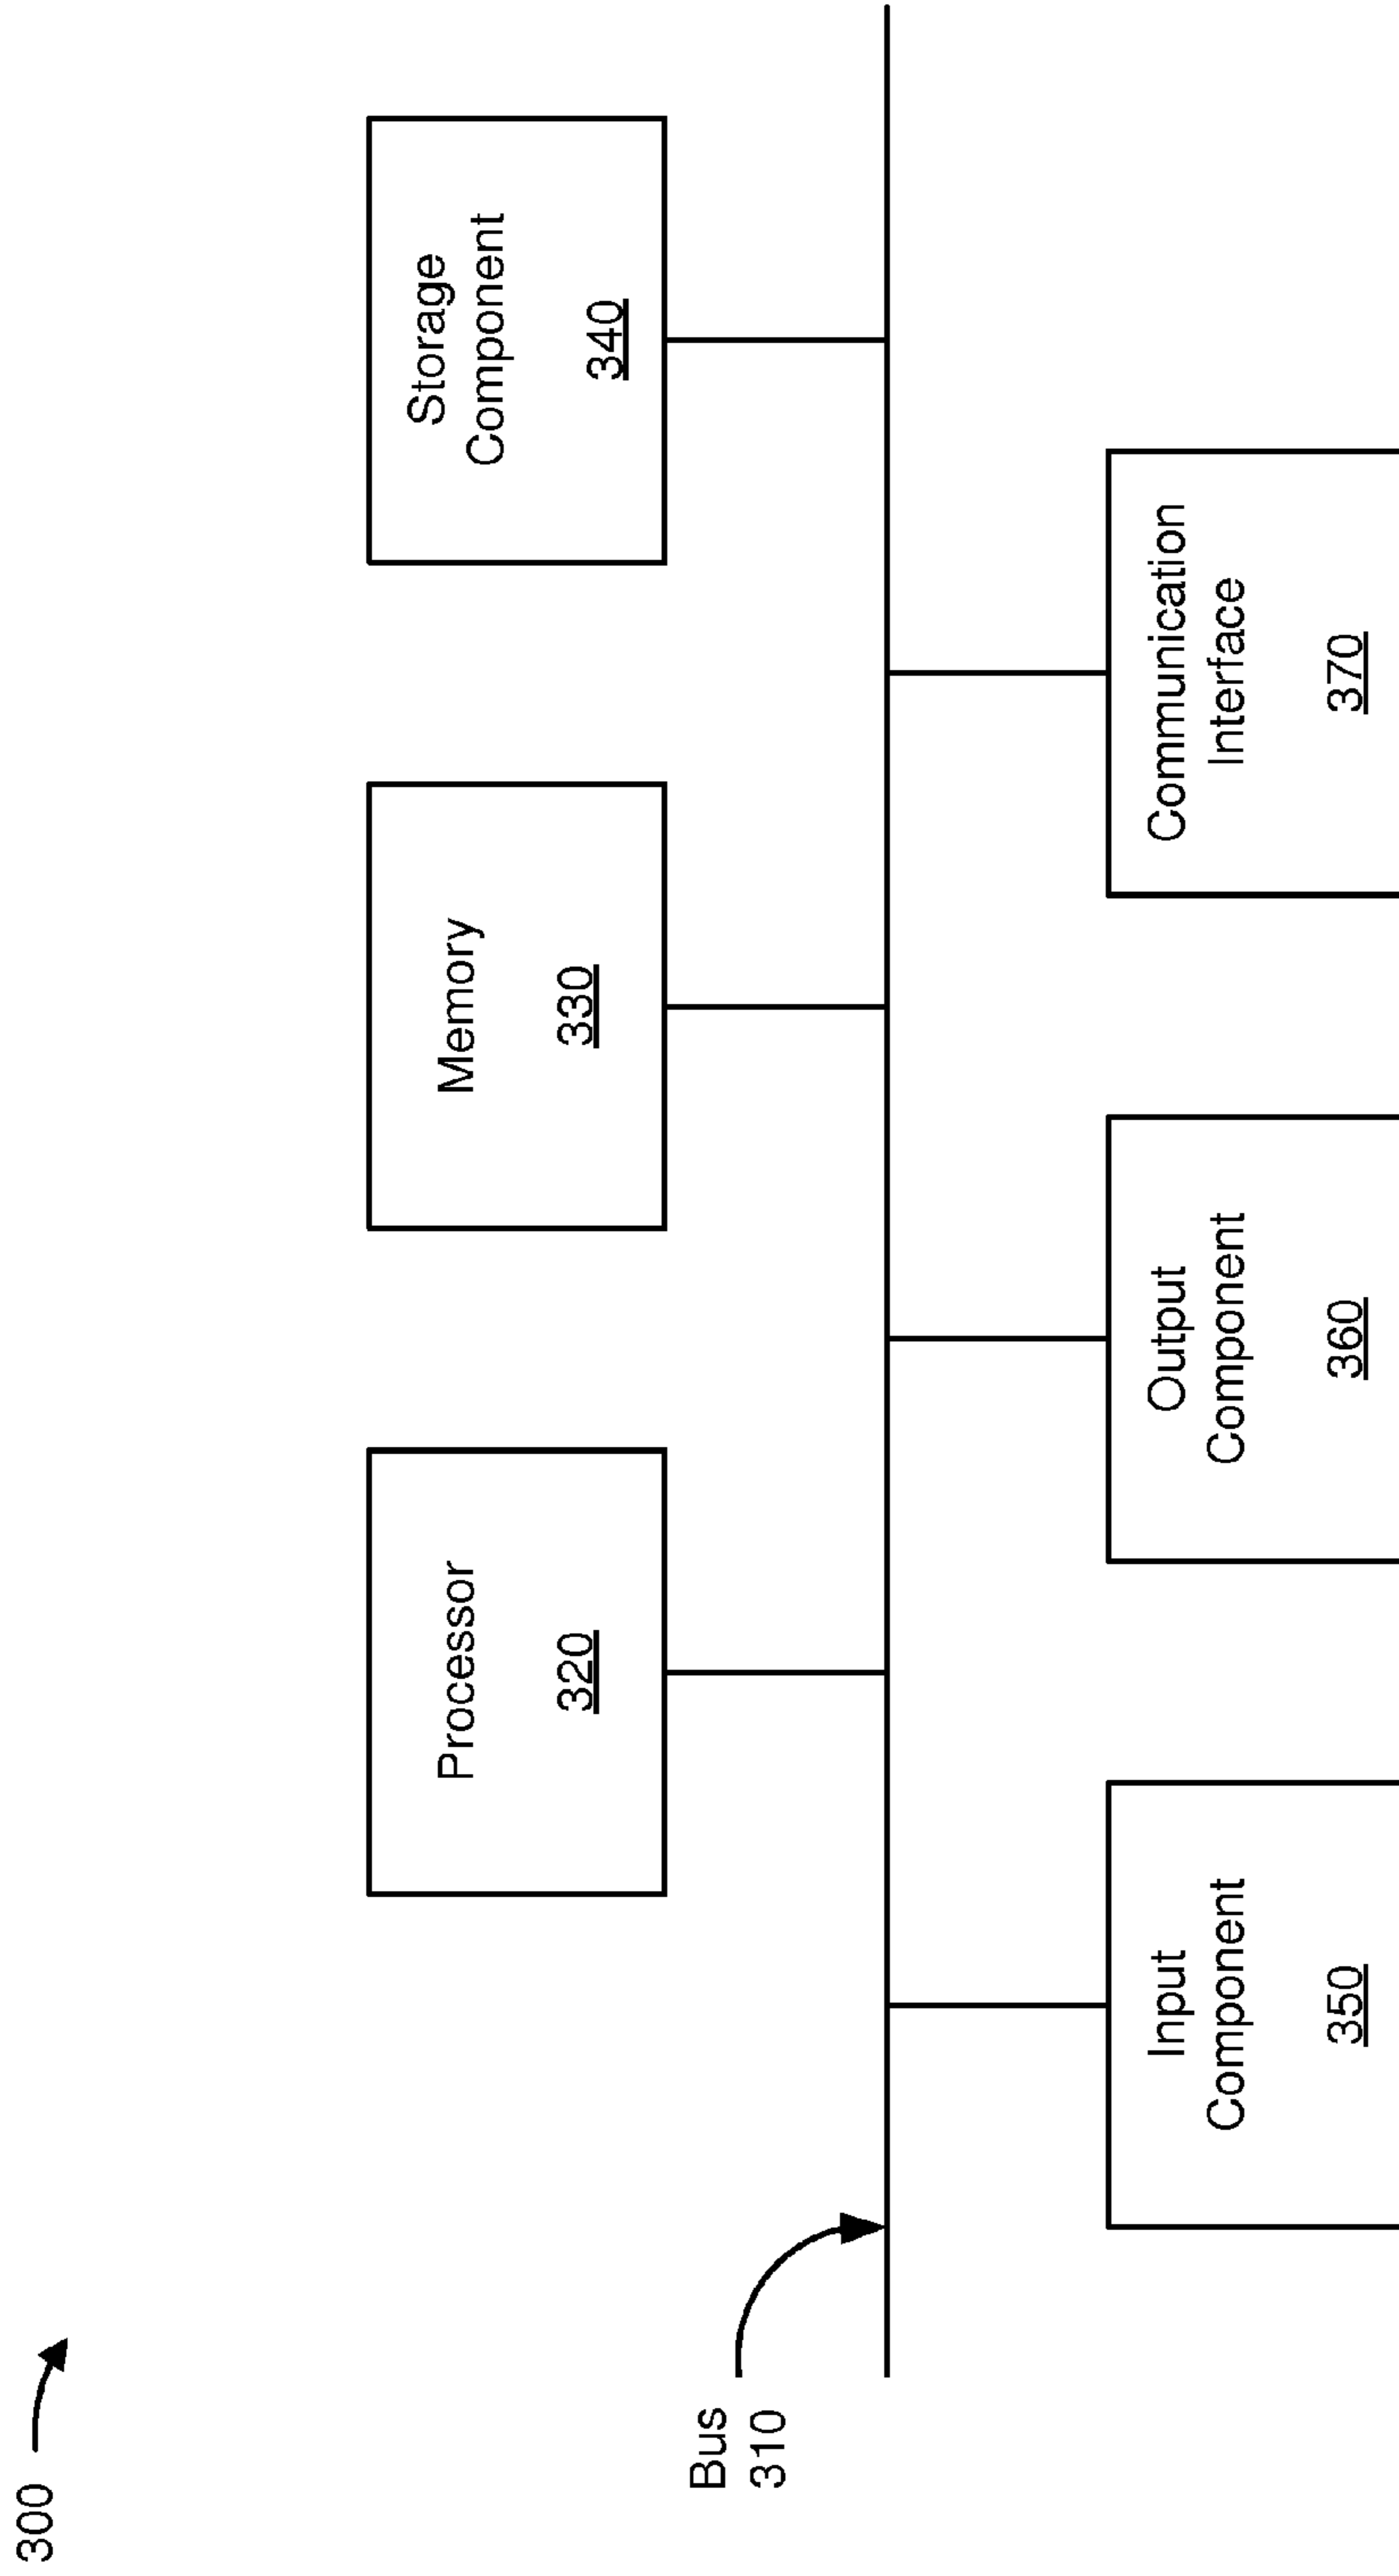 300
Processor
320
Memory
330
Storage
Component
340
Bus
310
Input
Component
350
Output
Component
360
Communication
Interface
370